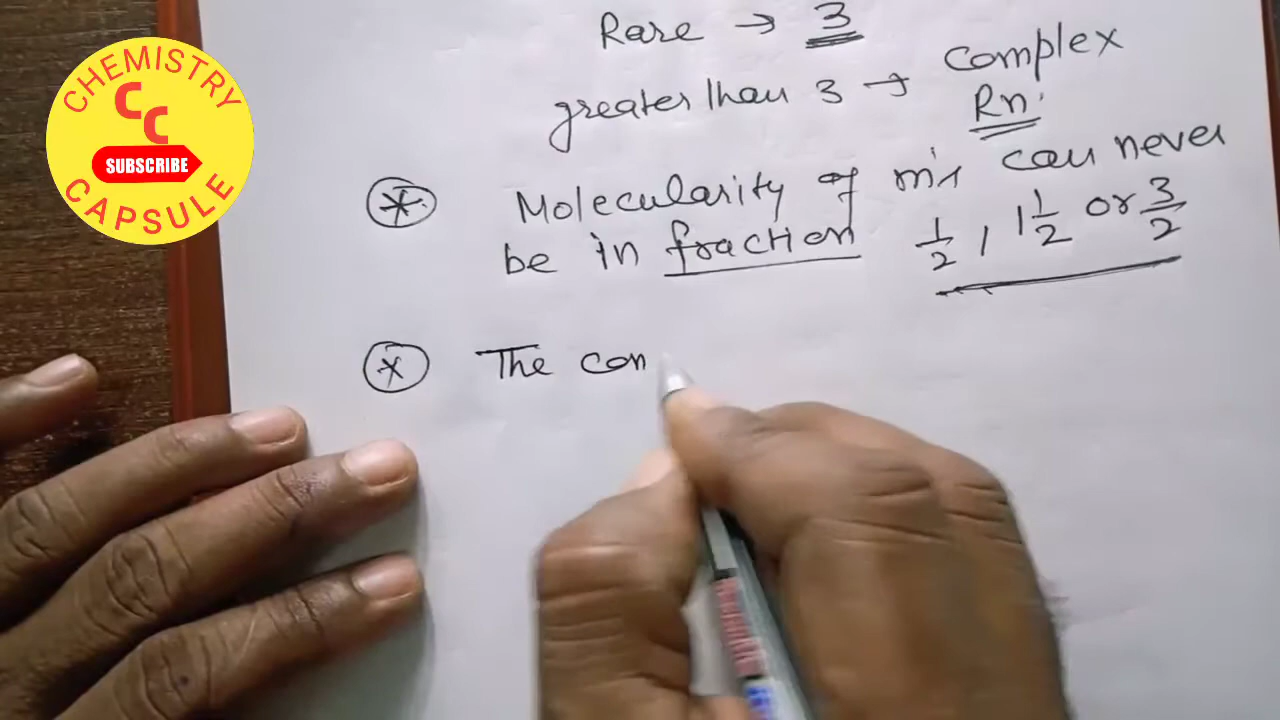 CHEMISTRY
CC
SUBSCRIBE
CAPSULE
Rare → 3
greater than 3 → Complex
Rn.
Molecularity of can never
be in fraction 1/2, 1 1/2 or 3/2
The con